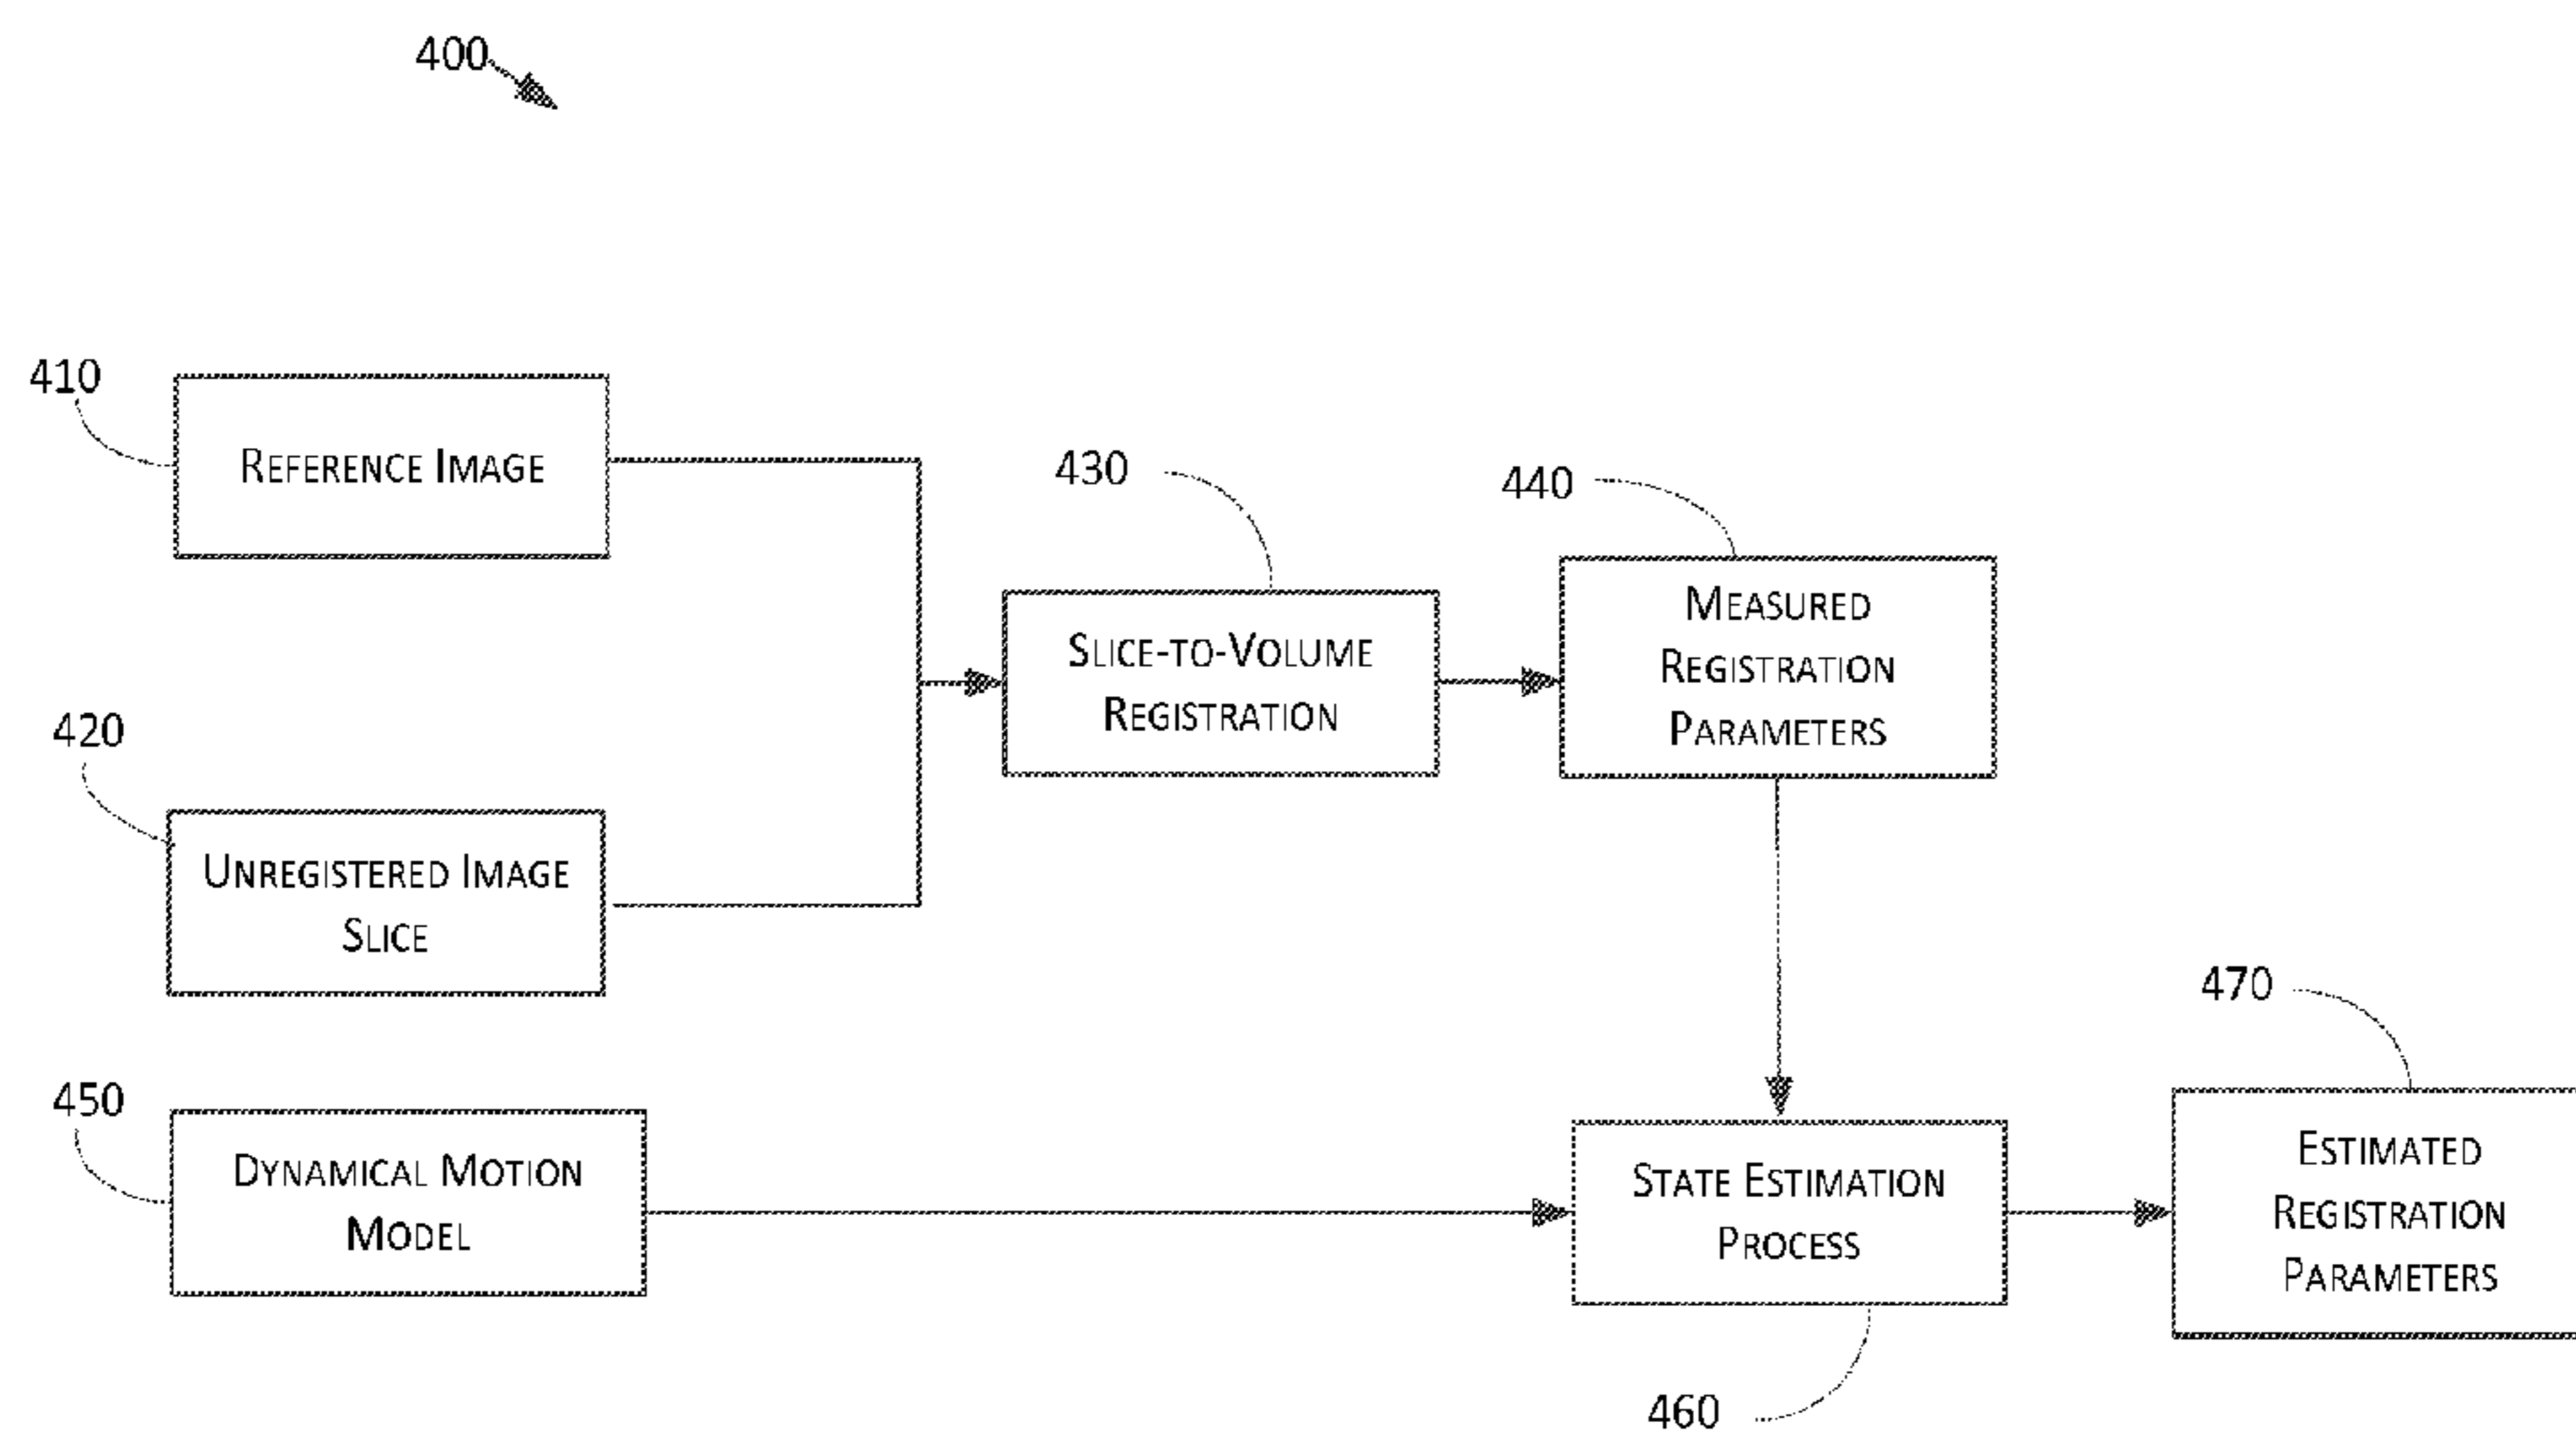 400
410
REFERENCE IMAGE
420
UNREGISTERED IMAGE
SLICE
430
SLICE-TO-VOLUME
REGISTRATION
440
MEASURED
REGISTRATION
PARAMETERS
450
DYNAMICAL MOTION
MODEL
STATE ESTIMATION
PROCESS
460
470
ESTIMATED
REGISTRATION
PARAMETERS